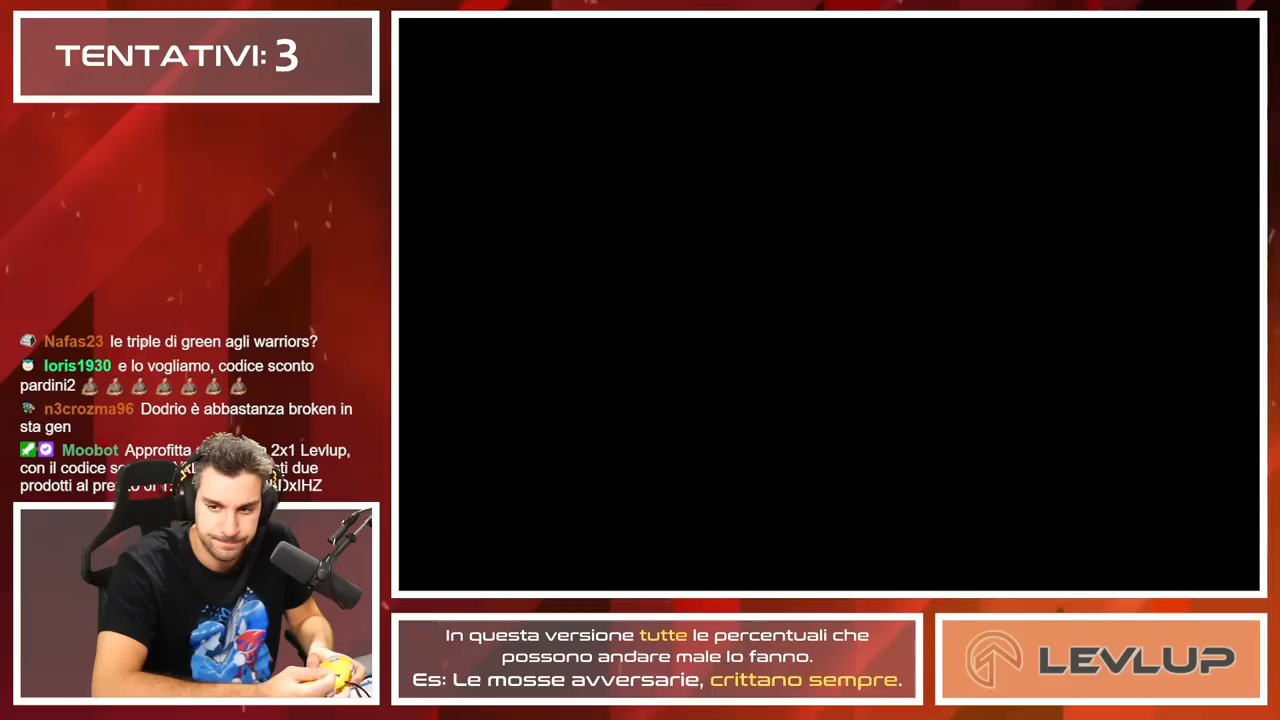 TENTATIVI: 3
Nafas23 le triple di green agli warriors?
loris1930 e lo vogliamo, codice sconto
pardini2
n3crozma96 Dodrio è abbastanza broken in
sta gen
Moobot Approfitta 2x1 Levlup,
con il codice due
prodotti al
In questa versione tutte le percentuali che
possono andare male lo fanno.
Es: Le mosse avversarie, crittano sempre.
LEVLUP